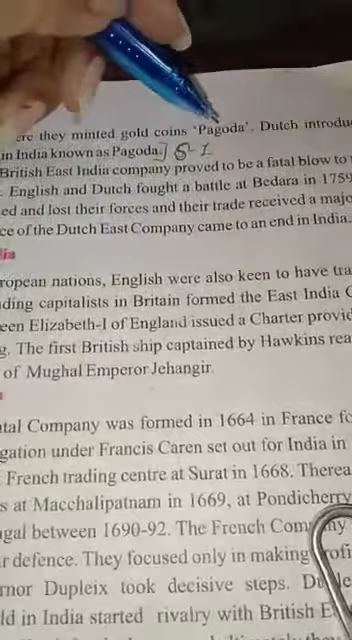 ere they minted gold coins 'Pagoda'. Dutch introdu
in India known as Pagoda.] 5-1
British East India company proved to be a fatal blow to
English and Dutch fought a battle at Bedara in 1759
ed and lost their forces and their trade received a majo
ce of the Dutch East Company came to an end in India.
ia
ropean nations, English were also keen to have tra
ding capitalists in Britain formed the East India C
een Elizabeth-I of England issued a Charter provid
g. The first British ship captained by Hawkins rea
of Mughal Emperor Jehangir.
tal Company was formed in 1664 in France fo
gation under Francis Caren set out for India in
French trading centre at Surat in 1668. Therea
s at Macchalipatnam in 1669, at Pondicherry
gal between 1690-92. The French Company
r defence. They focused only in making profi
rnor Dupleix took decisive steps. Duple
ld in India started rivalry with British E